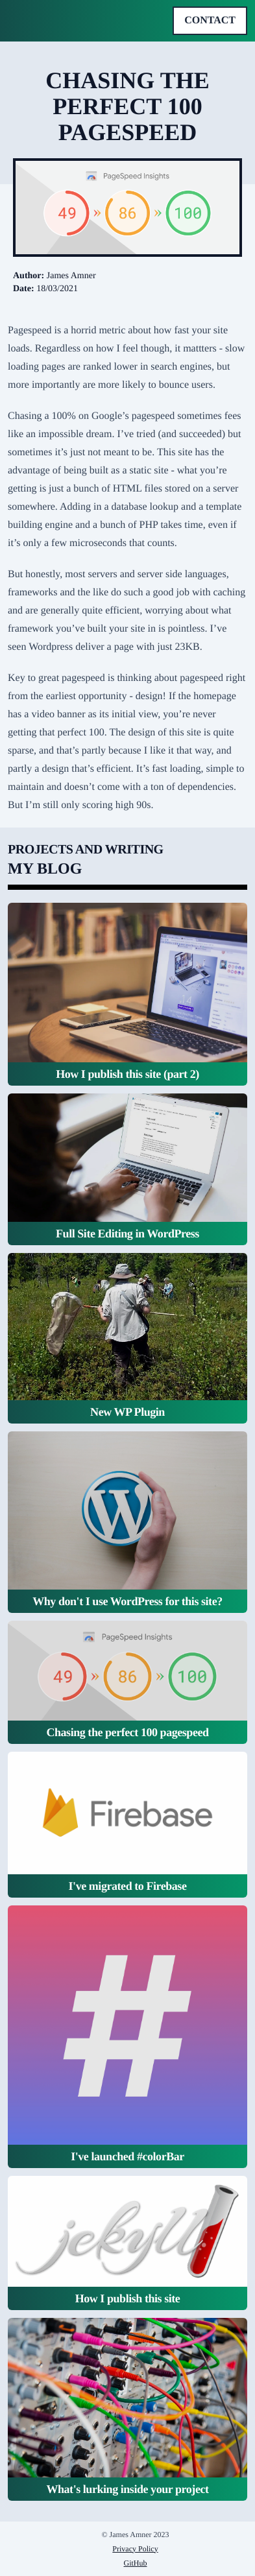 CONTACT
CHASING THE
PERFECT 100
PAGESPEED
PageSpeed Insights
49 » 86 » 100
Author: James Amner
Date: 18/03/2021
Pagespeed is a horrid metric about how fast your site
loads. Regardless on how I feel though, it mattters - slow
loading pages are ranked lower in search engines, but
more importantly are more likely to bounce users.
Chasing a 100% on Google’s pagespeed sometimes fees
like an impossible dream. I’ve tried (and succeeded) but
sometimes it’s just not meant to be. This site has the
advantage of being built as a static site - what you’re
getting is just a bunch of HTML files stored on a server
somewhere. Adding in a database lookup and a template
building engine and a bunch of PHP takes time, even if
it’s only a few microseconds that counts.
But honestly, most servers and server side languages,
frameworks and the like do such a good job with caching
and are generally quite efficient, worrying about what
framework you’ve built your site in is pointless. I’ve
seen Wordpress deliver a page with just 23KB.
Key to great pagespeed is thinking about pagespeed right
from the earliest opportunity - design! If the homepage
has a video banner as its initial view, you’re never
getting that perfect 100. The design of this site is quite
sparse, and that’s partly because I like it that way, and
partly a design that’s efficient. It’s fast loading, simple to
maintain and doesn’t come with a ton of dependencies.
But I’m still only scoring high 90s.
PROJECTS AND WRITING
MY BLOG
How I publish this site (part 2)
Full Site Editing in WordPress
New WP Plugin
Why don't I use WordPress for this site?
PageSpeed Insights
49 » 86 » 100
Chasing the perfect 100 pagespeed
Firebase
I've migrated to Firebase
#
I've launched #colorBar
jekyll
How I publish this site
What's lurking inside your project
© James Amner 2023
Privacy Policy
GitHub